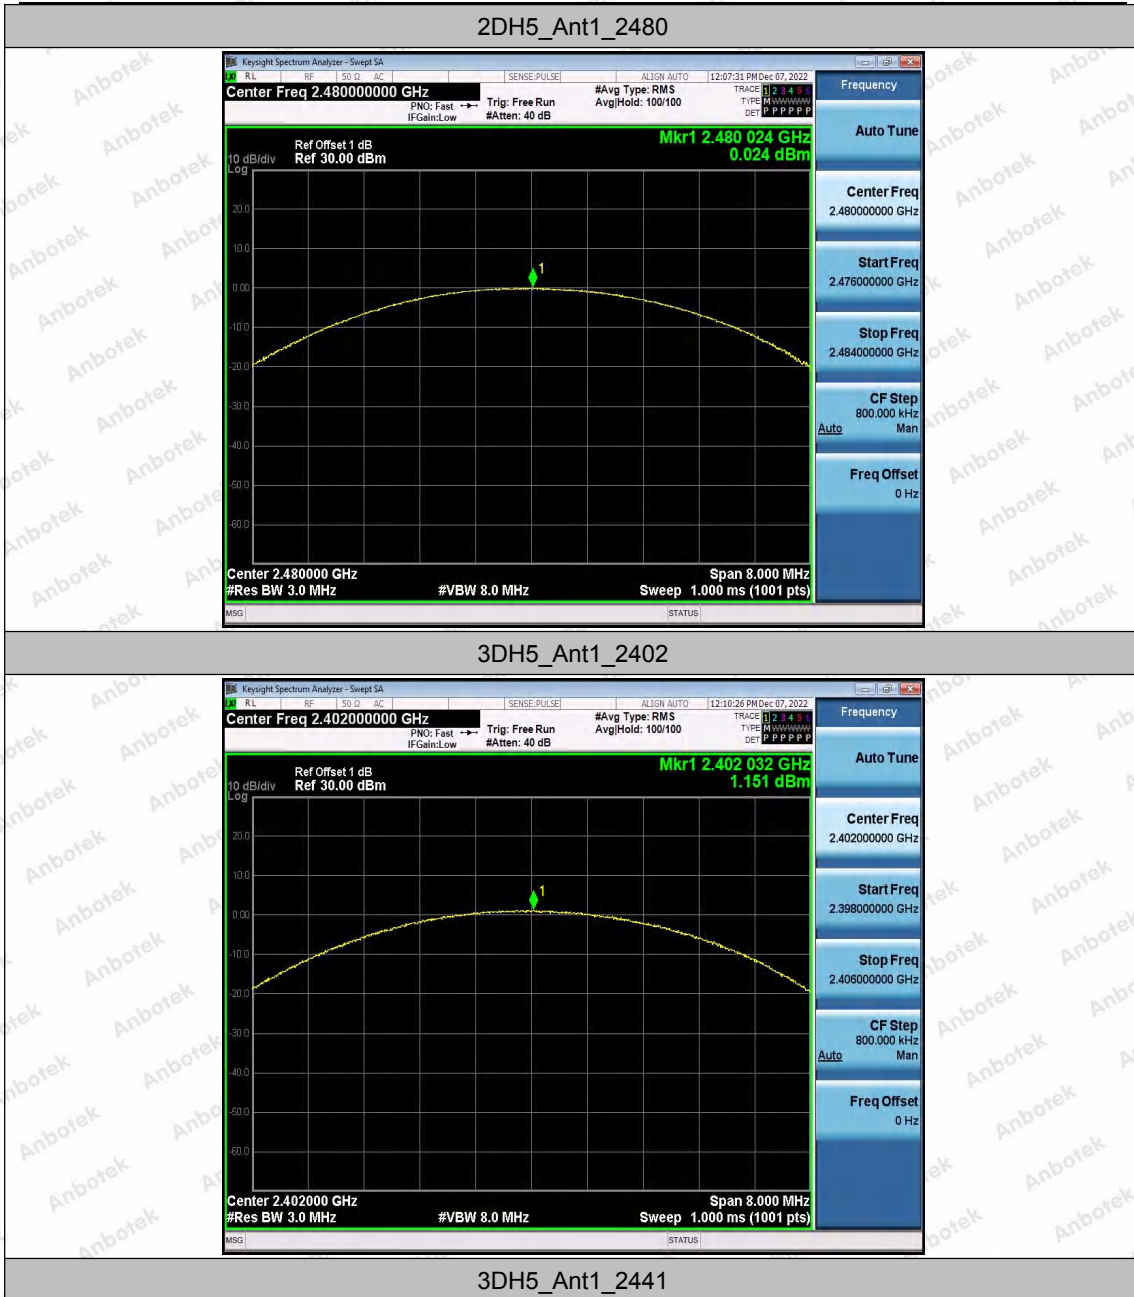 2DH5_Ant1_2480
Keysight Spectrum Analyzer - Swept SA
RL RF 50 Ω AC SENSE:PULSE ALIGN AUTO 12:07:31 PM Dec 07, 2022
Center Freq 2.480000000 GHz
PNO: Fast
IFGain:Low
Trig: Free Run
#Atten: 40 dB
#Avg Type: RMS
Avg|Hold: 100/100
TRACE 1 2 3 4 5 6
TYPE M W W W W W
DET P P P P P P
Mkr1 2.480 024 GHz
0.024 dBm
Ref Offset 1 dB
10 dB/div Ref 30.00 dBm
Log
20.0
10.0
1
0.00
-10.0
-20.0
-30.0
-40.0
-50.0
-60.0
Center 2.480000 GHz Span 8.000 MHz
#Res BW 3.0 MHz #VBW 8.0 MHz Sweep 1.000 ms (1001 pts)
MSG STATUS
Frequency
Auto Tune
Center Freq
2.480000000 GHz
Start Freq
2.476000000 GHz
Stop Freq
2.484000000 GHz
CF Step
800.000 kHz
Auto Man
Freq Offset
0 Hz
3DH5_Ant1_2402
Keysight Spectrum Analyzer - Swept SA
RL RF 50 Ω AC SENSE:PULSE ALIGN AUTO 12:10:26 PM Dec 07, 2022
Center Freq 2.402000000 GHz
PNO: Fast
IFGain:Low
Trig: Free Run
#Atten: 40 dB
#Avg Type: RMS
Avg|Hold: 100/100
TRACE 1 2 3 4 5 6
TYPE M W W W W W
DET P P P P P P
Mkr1 2.402 032 GHz
1.151 dBm
Ref Offset 1 dB
10 dB/div Ref 30.00 dBm
Log
20.0
10.0
1
0.00
-10.0
-20.0
-30.0
-40.0
-50.0
-60.0
Center 2.402000 GHz Span 8.000 MHz
#Res BW 3.0 MHz #VBW 8.0 MHz Sweep 1.000 ms (1001 pts)
MSG STATUS
Frequency
Auto Tune
Center Freq
2.402000000 GHz
Start Freq
2.398000000 GHz
Stop Freq
2.406000000 GHz
CF Step
800.000 kHz
Auto Man
Freq Offset
0 Hz
3DH5_Ant1_2441
Anbotek